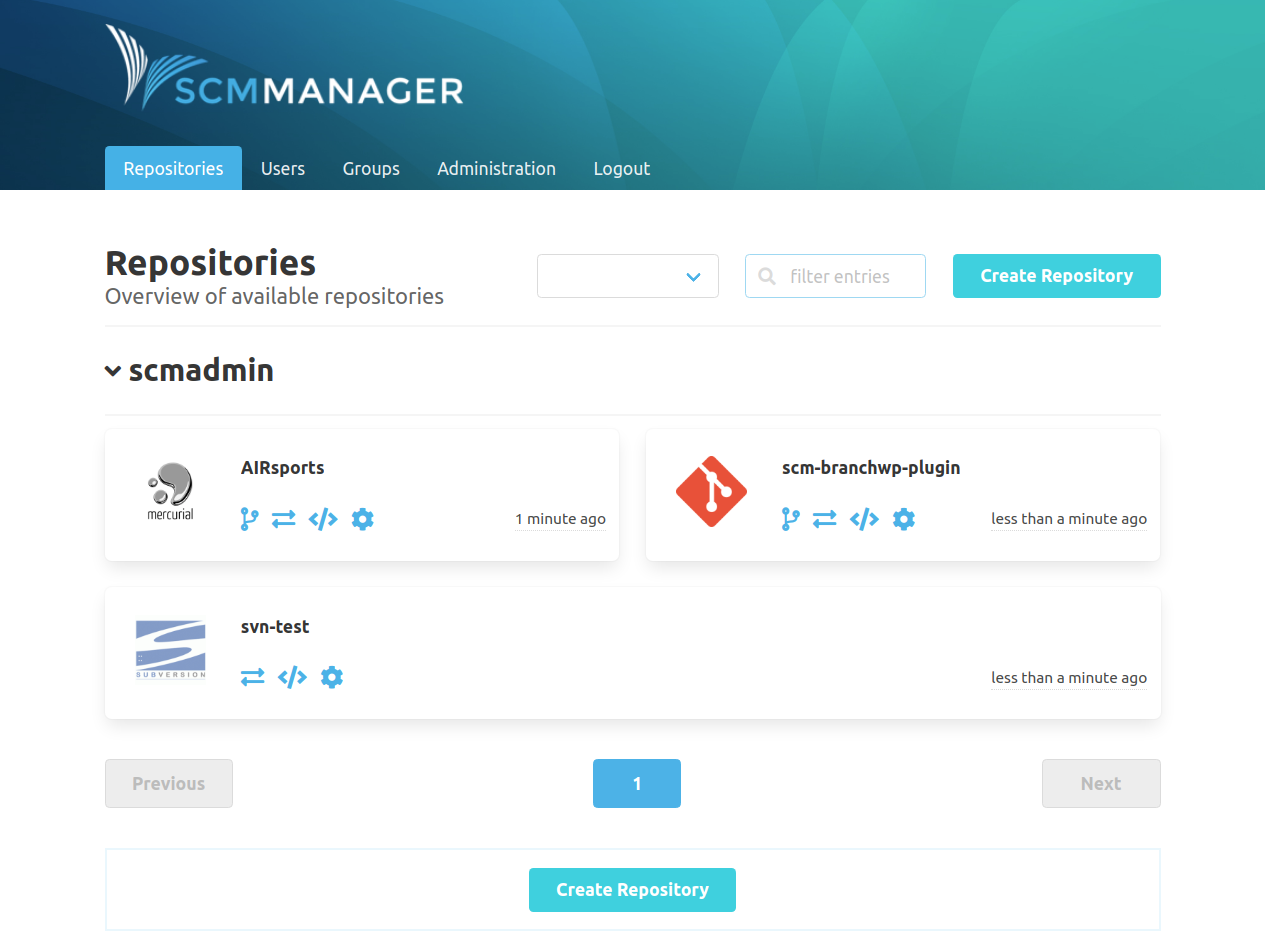 SCMMANAGER
Repositories Users Groups Administration Logout
Repositories
Overview of available repositories
filter entries
Create Repository
scmadmin
mercurial
AIRsports
1 minute ago
scm-branchwp-plugin
less than a minute ago
SUBVERSION
svn-test
less than a minute ago
Previous
1
Next
Create Repository